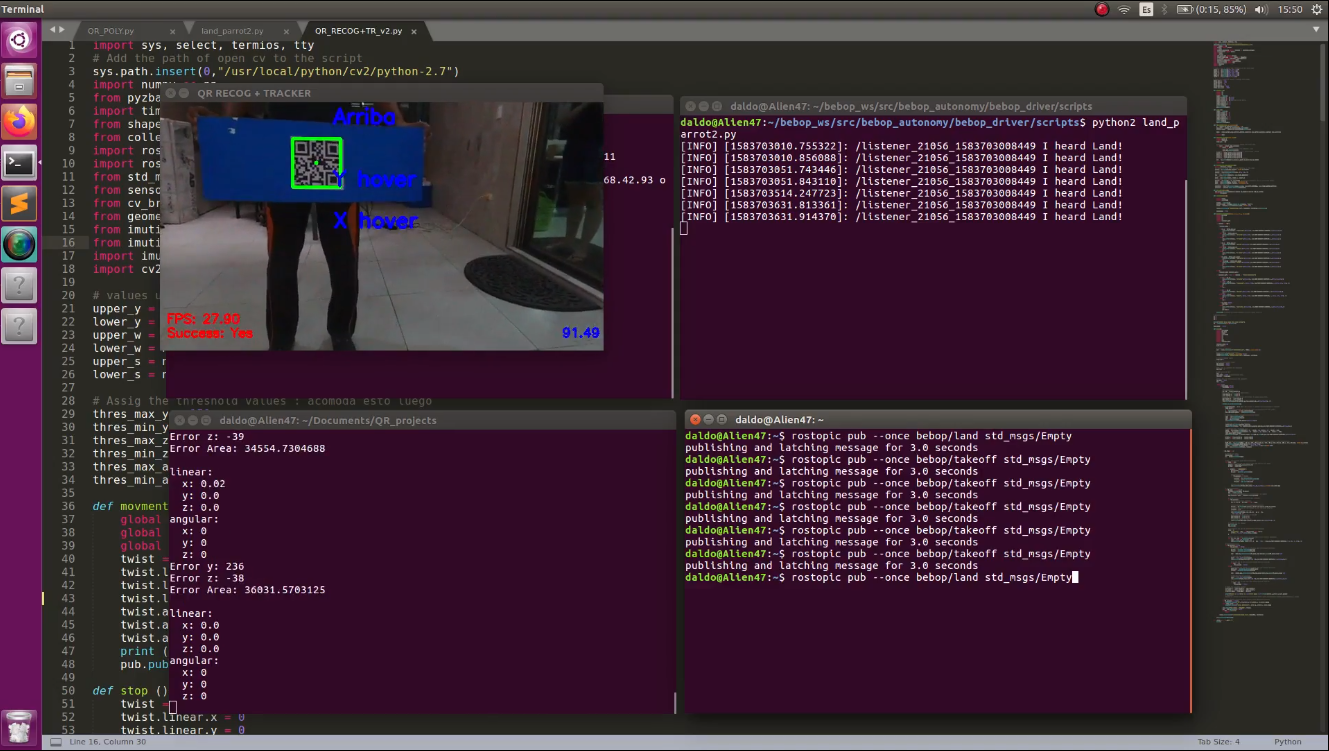 Terminal
Es
(0:15, 85%)
15:50
QR_POLY.py
land_parrot2.py
QR_RECOG+TR_v2.py
1 import sys, select, termios, tty
2 # Add the path of open cv to the script
3 sys.path.insert(0,"/usr/local/python/cv2/python-2.7")
4
5 from pyzba
6 import tim
7 from shape
8 from colle
9 import ros
10 import ros
11 from std_m
12 from senso
13 from cv_br
14 from geome
15 from imuti
16 from imuti
17 import imu
18 import cv2
19
20 # values u
21 upper_y =
22 lower_y =
23 upper_w =
24 lower_w =
25 upper_s =
26 lower_s =
27
28 # Assig the threshold values : acomoda esto luego
29 thres_max_y
30 thres_min_y
31 thres_max_z
32 thres_min_z
33 thres_max_a
34 thres_min_a
35
36 def movment
37 global
38 global
39 global
40 twist =
41 twist.l
42 twist.l
43 twist.l
44 twist.a
45 twist.a
46 twist.a
47 print (
48 pub.pub
49
50 def stop ()
51 twist =
52 twist.linear.x = 0
53 twist.linear.y = 0
QR RECOG + TRACKER
Arriba
Y hover
X hover
FPS: 27.90
Success: Yes
91.49
11
68.42.93 o
daldo@Alien47: ~/bebop_ws/src/bebop_autonomy/bebop_driver/scripts
daldo@Alien47:~/bebop_ws/src/bebop_autonomy/bebop_driver/scripts$ python2 land_p
arrot2.py
[INFO] [1583703010.755322]: /listener_21056_1583703008449 I heard Land!
[INFO] [1583703010.856088]: /listener_21056_1583703008449 I heard Land!
[INFO] [1583703051.743446]: /listener_21056_1583703008449 I heard Land!
[INFO] [1583703051.843110]: /listener_21056_1583703008449 I heard Land!
[INFO] [1583703514.247723]: /listener_21056_1583703008449 I heard Land!
[INFO] [1583703631.813361]: /listener_21056_1583703008449 I heard Land!
[INFO] [1583703631.914370]: /listener_21056_1583703008449 I heard Land!
daldo@Alien47: ~/Documents/QR_projects
Error z: -39
Error Area: 34554.7304688
linear:
x: 0.02
y: 0.0
z: 0.0
angular:
x: 0
y: 0
z: 0
Error y: 236
Error z: -38
Error Area: 36031.5703125
linear:
x: 0.0
y: 0.0
z: 0.0
angular:
x: 0
y: 0
z: 0
daldo@Alien47: ~
daldo@Alien47:~$ rostopic pub --once bebop/land std_msgs/Empty
publishing and latching message for 3.0 seconds
daldo@Alien47:~$ rostopic pub --once bebop/takeoff std_msgs/Empty
publishing and latching message for 3.0 seconds
daldo@Alien47:~$ rostopic pub --once bebop/takeoff std_msgs/Empty
publishing and latching message for 3.0 seconds
daldo@Alien47:~$ rostopic pub --once bebop/takeoff std_msgs/Empty
publishing and latching message for 3.0 seconds
daldo@Alien47:~$ rostopic pub --once bebop/takeoff std_msgs/Empty
publishing and latching message for 3.0 seconds
daldo@Alien47:~$ rostopic pub --once bebop/takeoff std_msgs/Empty
publishing and latching message for 3.0 seconds
daldo@Alien47:~$ rostopic pub --once bebop/land std_msgs/Empty
Line 16, Column 30
Tab Size: 4
Python